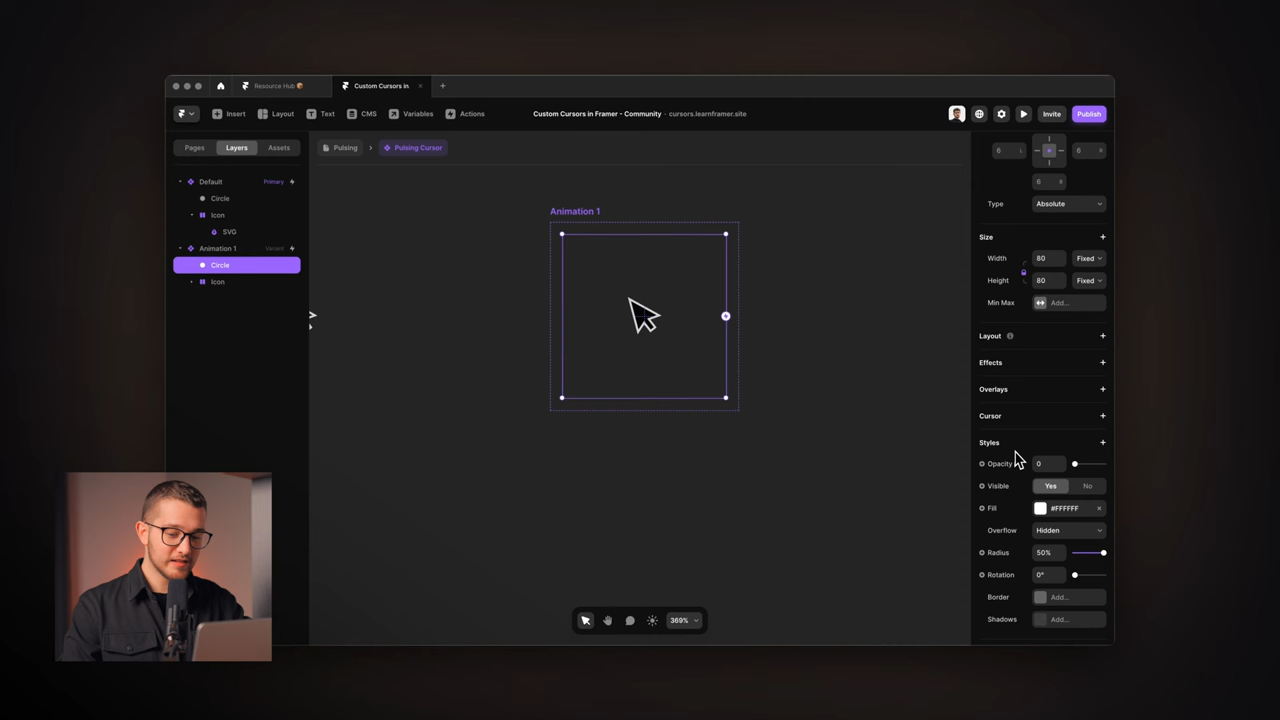 Resource Hub
Custom Cursors in
Insert
Layout
Text
CMS
Variables
Actions
Custom Cursors in Framer - Community · cursors.learnframer.site
Invite
Publish
Pages
Layers
Assets
Pulsing
Pulsing Cursor
6 L
6 R
6 B
Default
Primary
Circle
Icon
SVG
Animation 1
Variant
Circle
Icon
Animation 1
Type
Absolute
Size
Width
80
Fixed
Height
80
Fixed
Min Max
Add...
Layout
Effects
Overlays
Cursor
Styles
Opacity
0
Visible
Yes
No
Fill
#FFFFFF
Overflow
Hidden
Radius
50%
Rotation
0°
Border
Add...
Shadows
Add...
369%